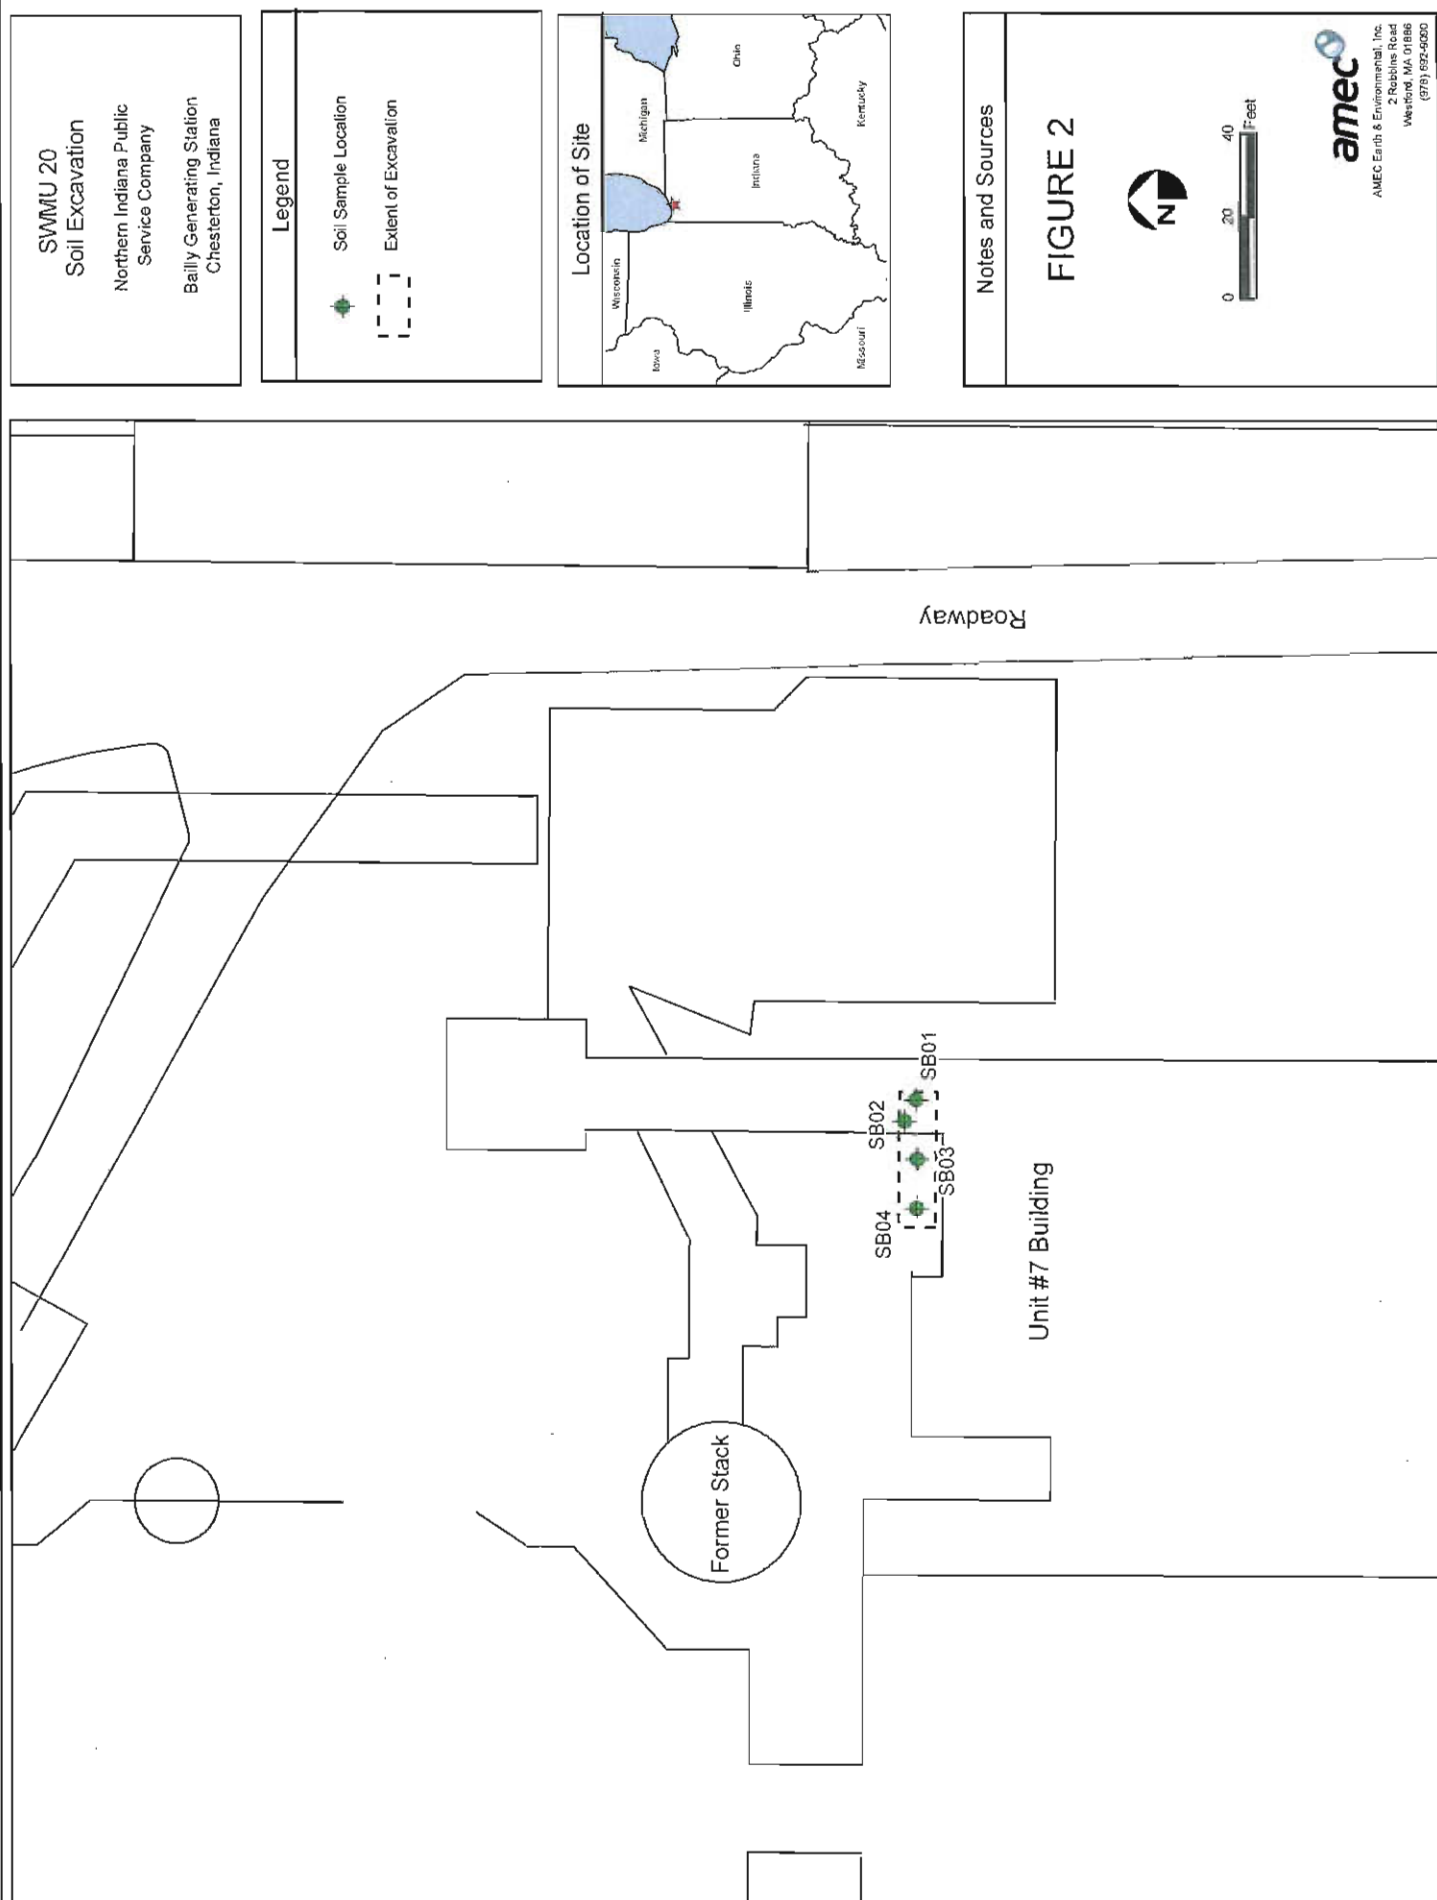 SWMU 20
Soil Excavation
Northern Indiana Public
Service Company
Bailly Generating Station
Chesterton, Indiana
Legend
Soil Sample Location
Extent of Excavation
Location of Site
Wisconsin
Michigan
Iowa
Illinois
Indiana
Ohio
Missouri
Kentucky
Notes and Sources
FIGURE 2
N
0 20 40
Feet
amec
AMEC Earth & Environmental, Inc.
2 Robbins Road
Westford, MA 01886
(978) 692-9090
Roadway
SB01
SB02
SB03
SB04
Former Stack
Unit #7 Building